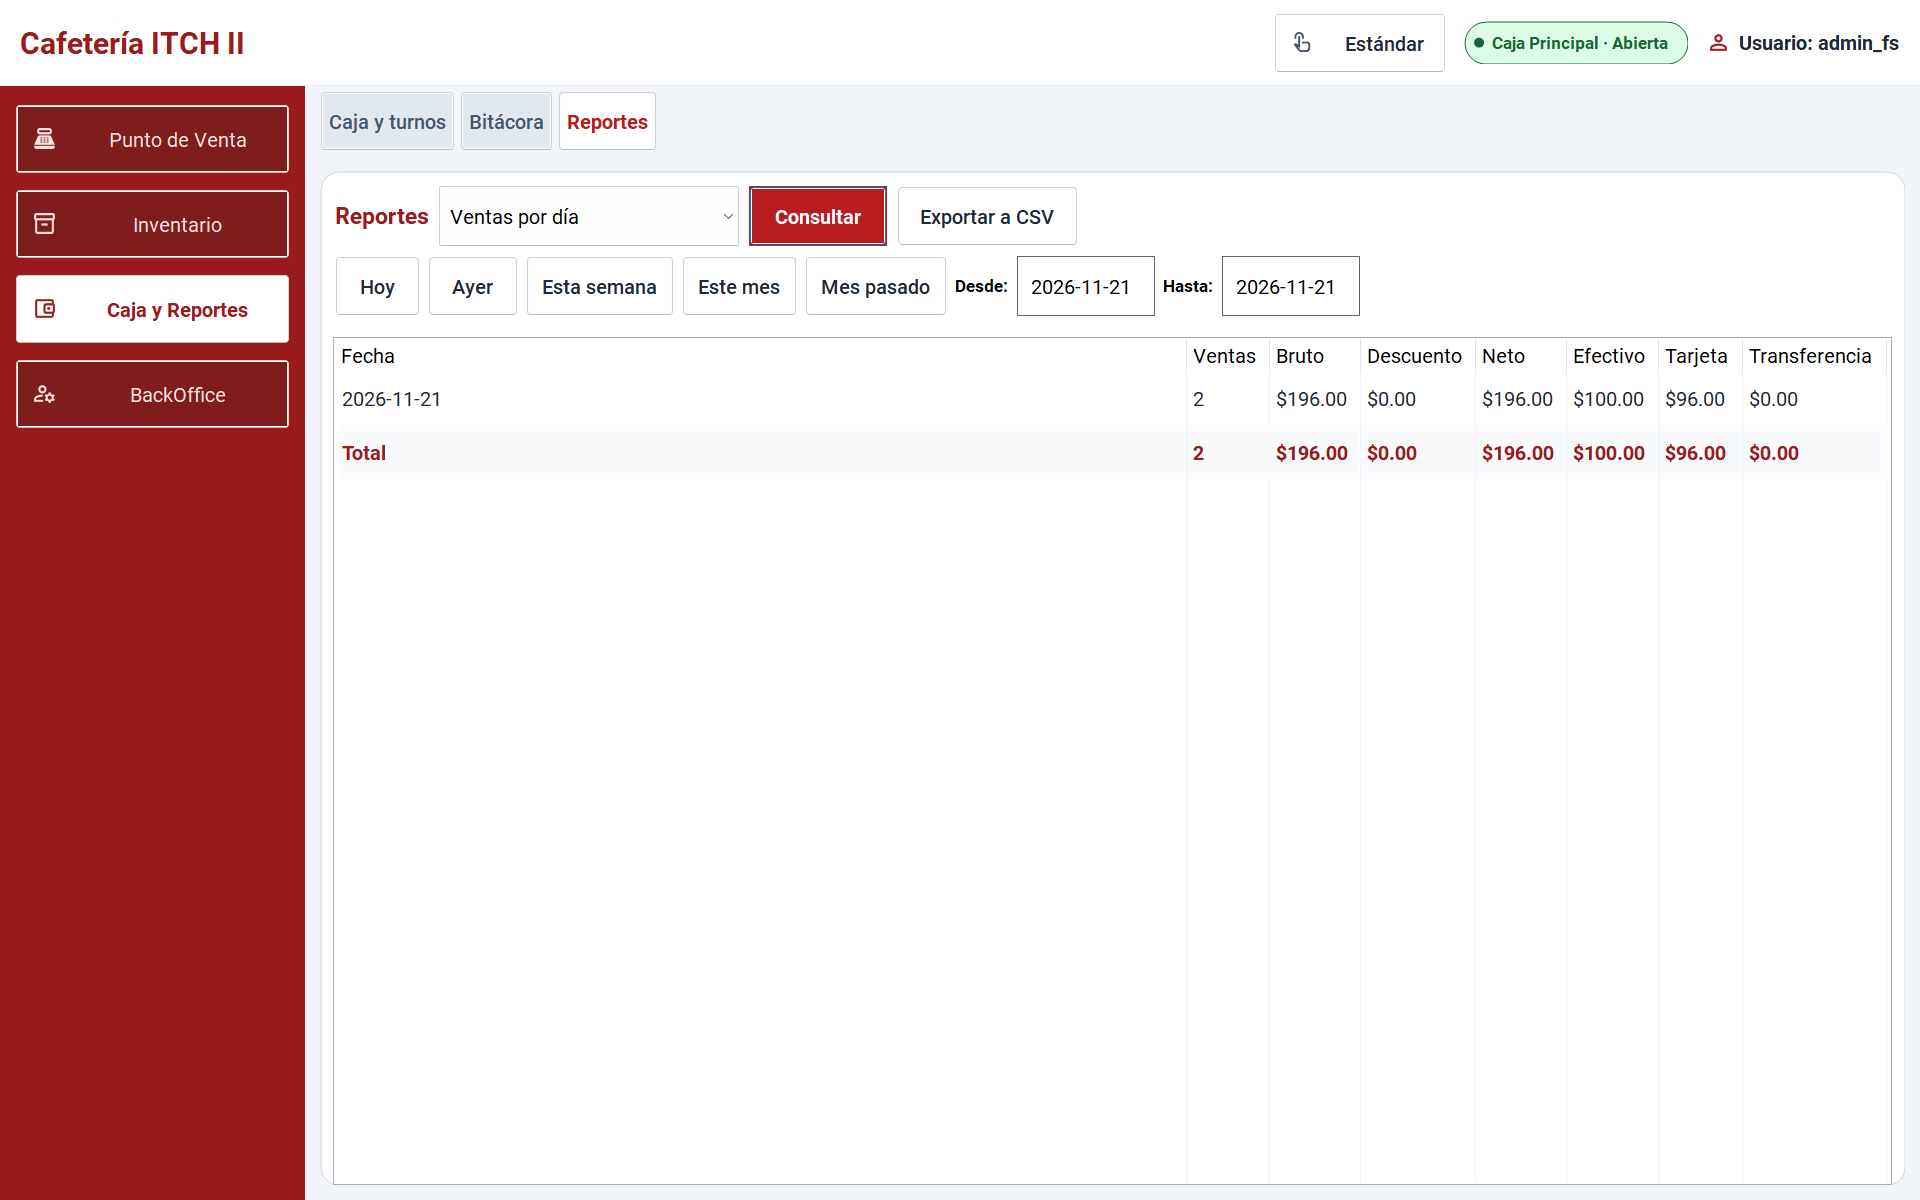 Cafetería ITCH II
Estándar
Caja Principal · Abierta
Usuario: admin_fs
Punto de Venta
Inventario
Caja y Reportes
BackOffice
Caja y turnos Bitácora Reportes
Reportes Ventas por día Consultar Exportar a CSV
Hoy Ayer Esta semana Este mes Mes pasado Desde: 2026-11-21 Hasta: 2026-11-21
Fecha Ventas Bruto Descuento Neto Efectivo Tarjeta Transferencia
2026-11-21 2 $196.00 $0.00 $196.00 $100.00 $96.00 $0.00
Total 2 $196.00 $0.00 $196.00 $100.00 $96.00 $0.00